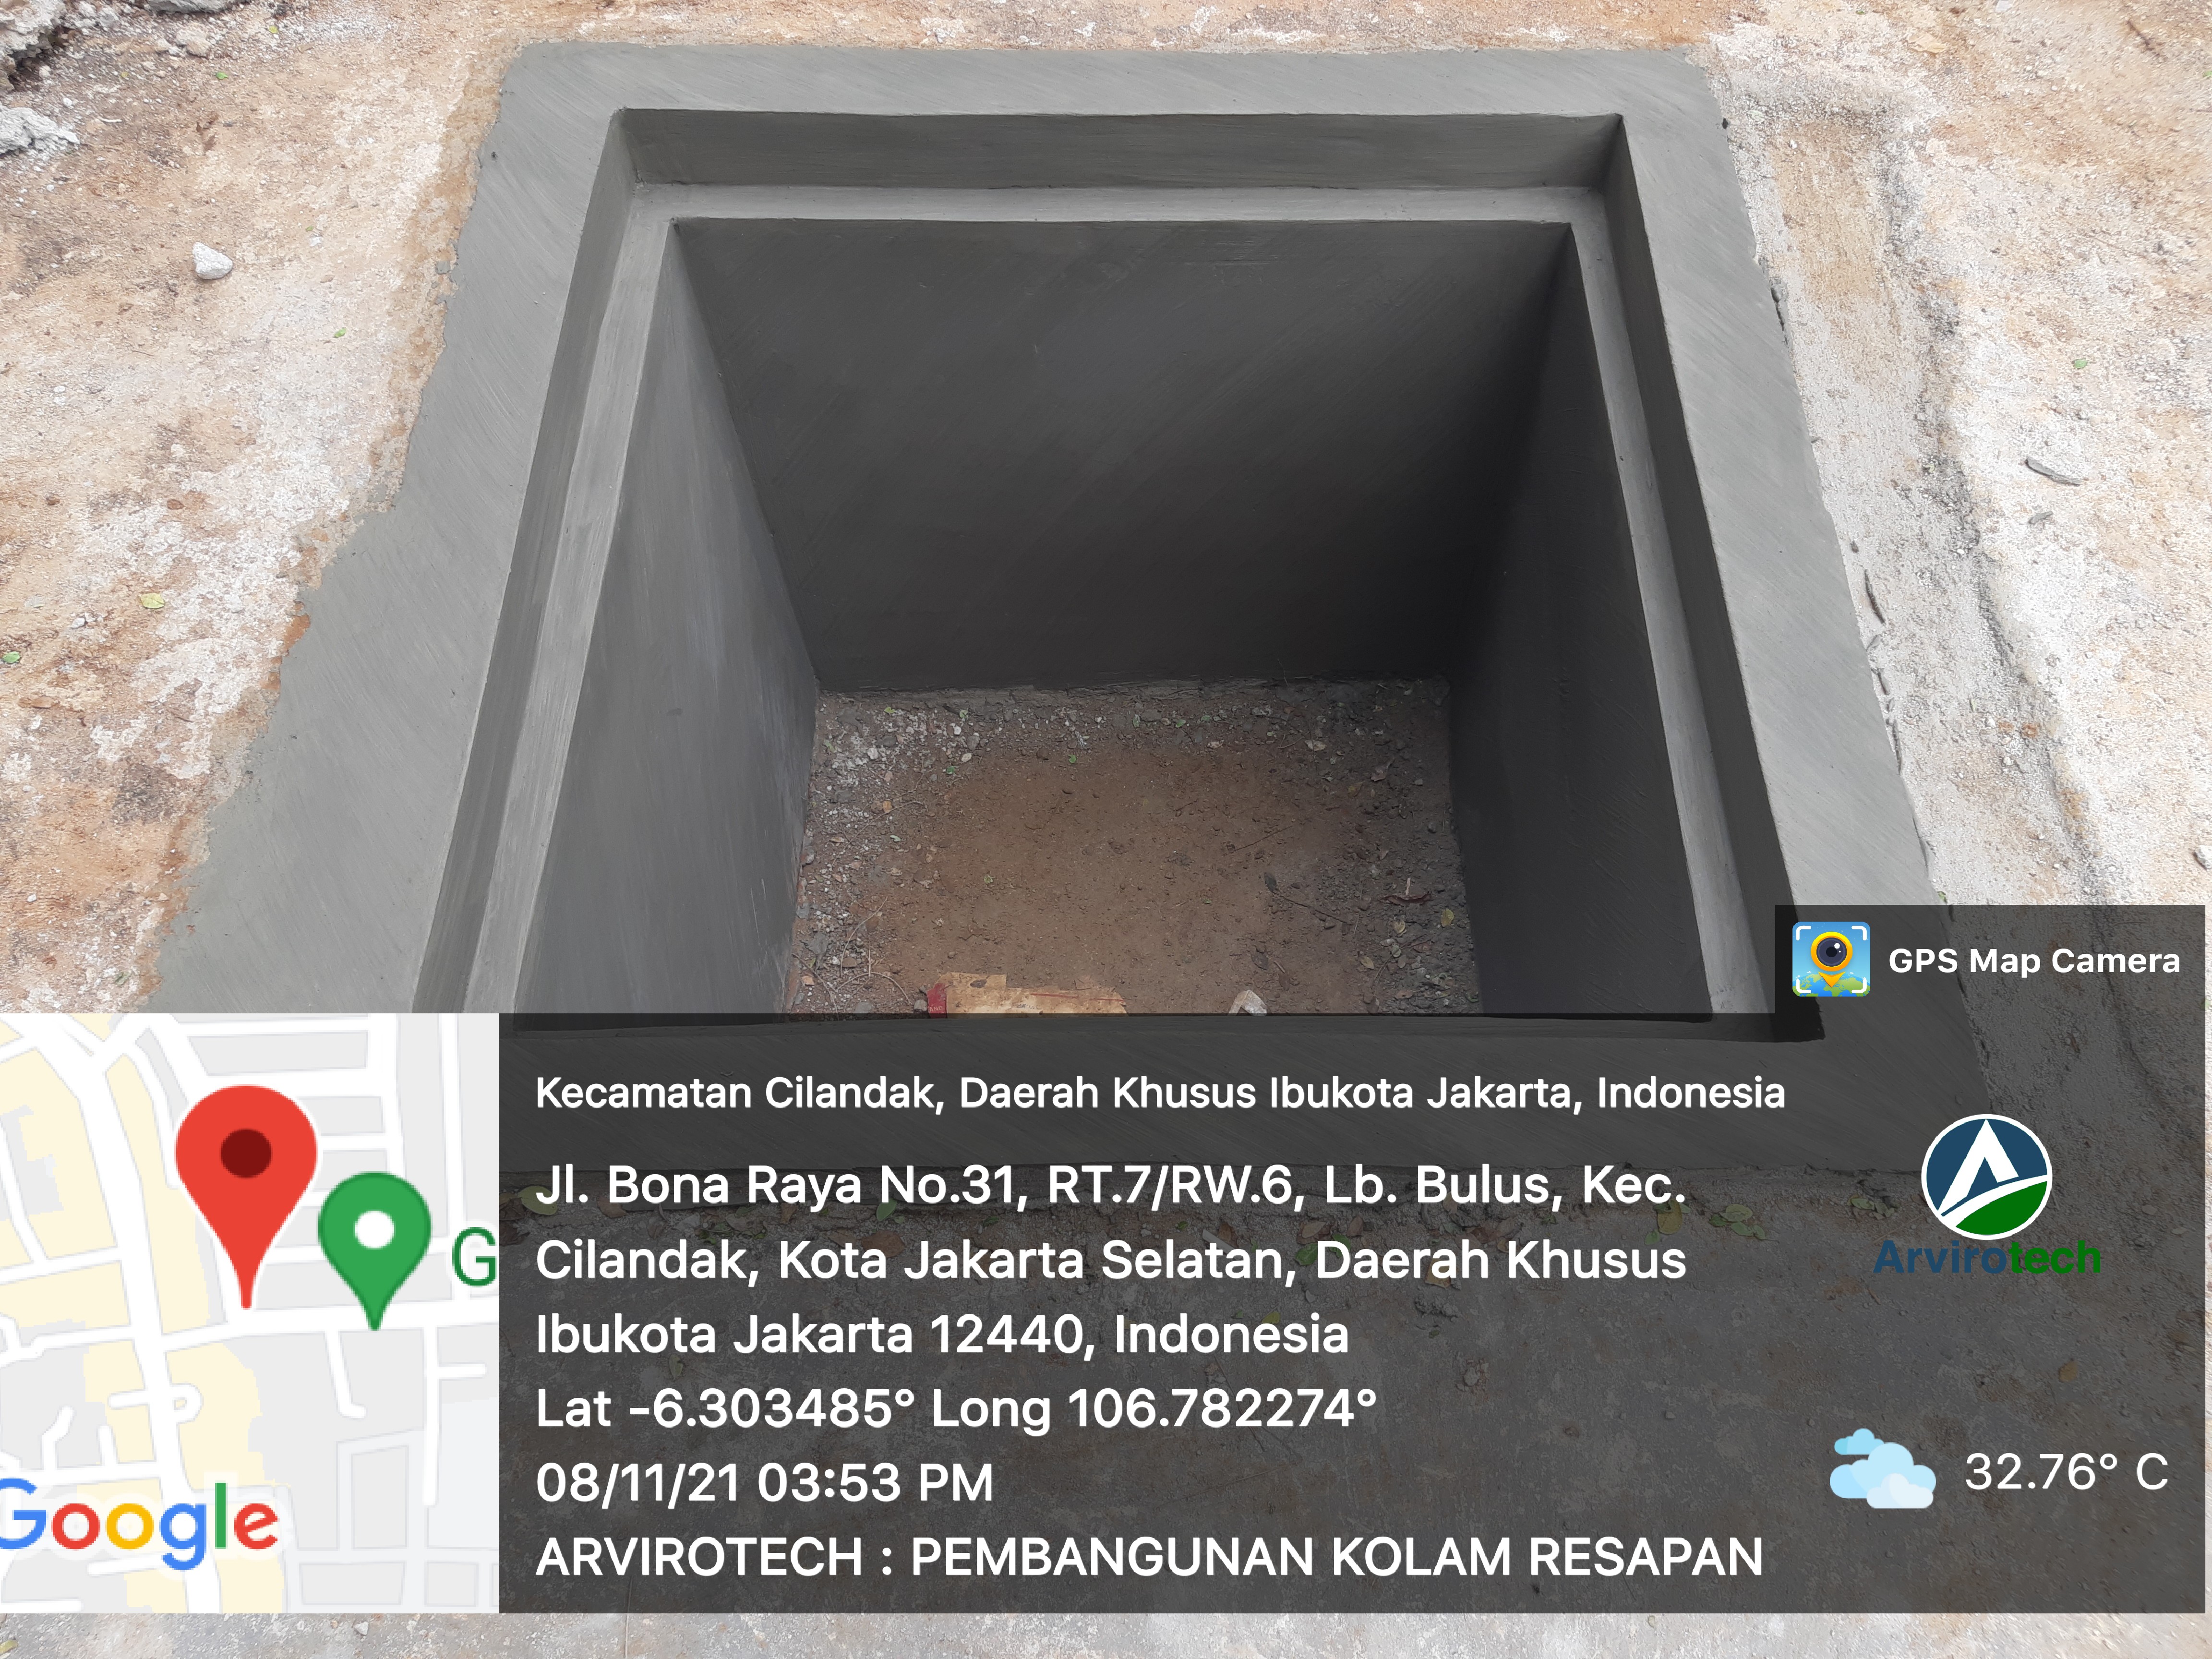 GPS Map Camera
Kecamatan Cilandak, Daerah Khusus Ibukota Jakarta, Indonesia
Jl. Bona Raya No.31, RT.7/RW.6, Lb. Bulus, Kec.
Cilandak, Kota Jakarta Selatan, Daerah Khusus
Ibukota Jakarta 12440, Indonesia
Lat -6.303485° Long 106.782274°
08/11/21 03:53 PM
ARVIROTECH : PEMBANGUNAN KOLAM RESAPAN
Arvirotech
32.76° C
G
Google